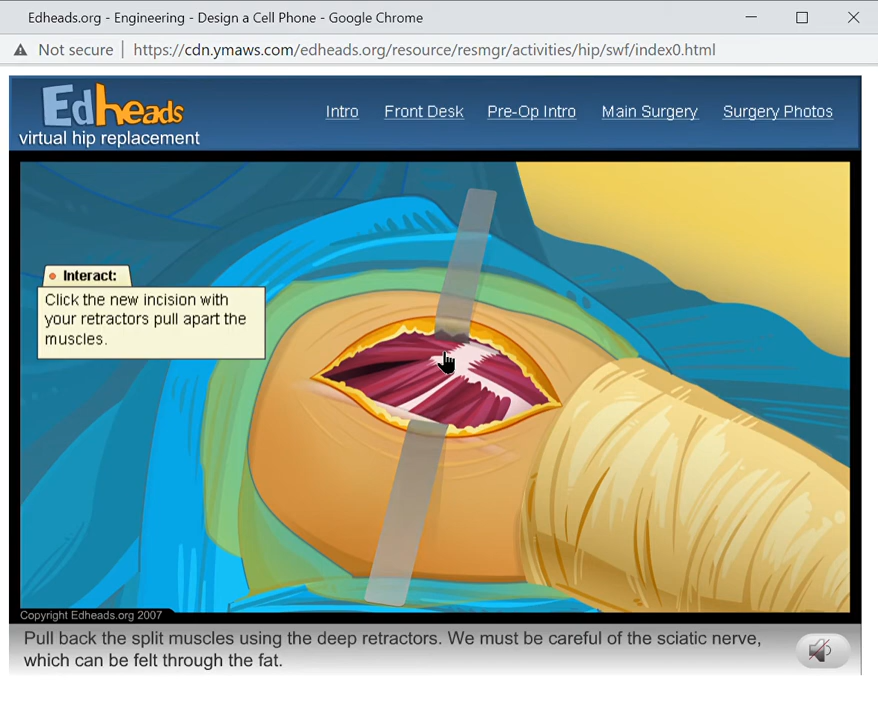 Edheads.org - Engineering - Design a Cell Phone - Google Chrome
Not secure | https://cdn.ymaws.com/edheads.org/resource/resmgr/activities/hip/swf/index0.html
Edheads
virtual hip replacement
Intro Front Desk Pre-Op Intro Main Surgery Surgery Photos
Interact:
Click the new incision with
your retractors pull apart the
muscles.
Copyright Edheads.org 2007
Pull back the split muscles using the deep retractors. We must be careful of the sciatic nerve,
which can be felt through the fat.